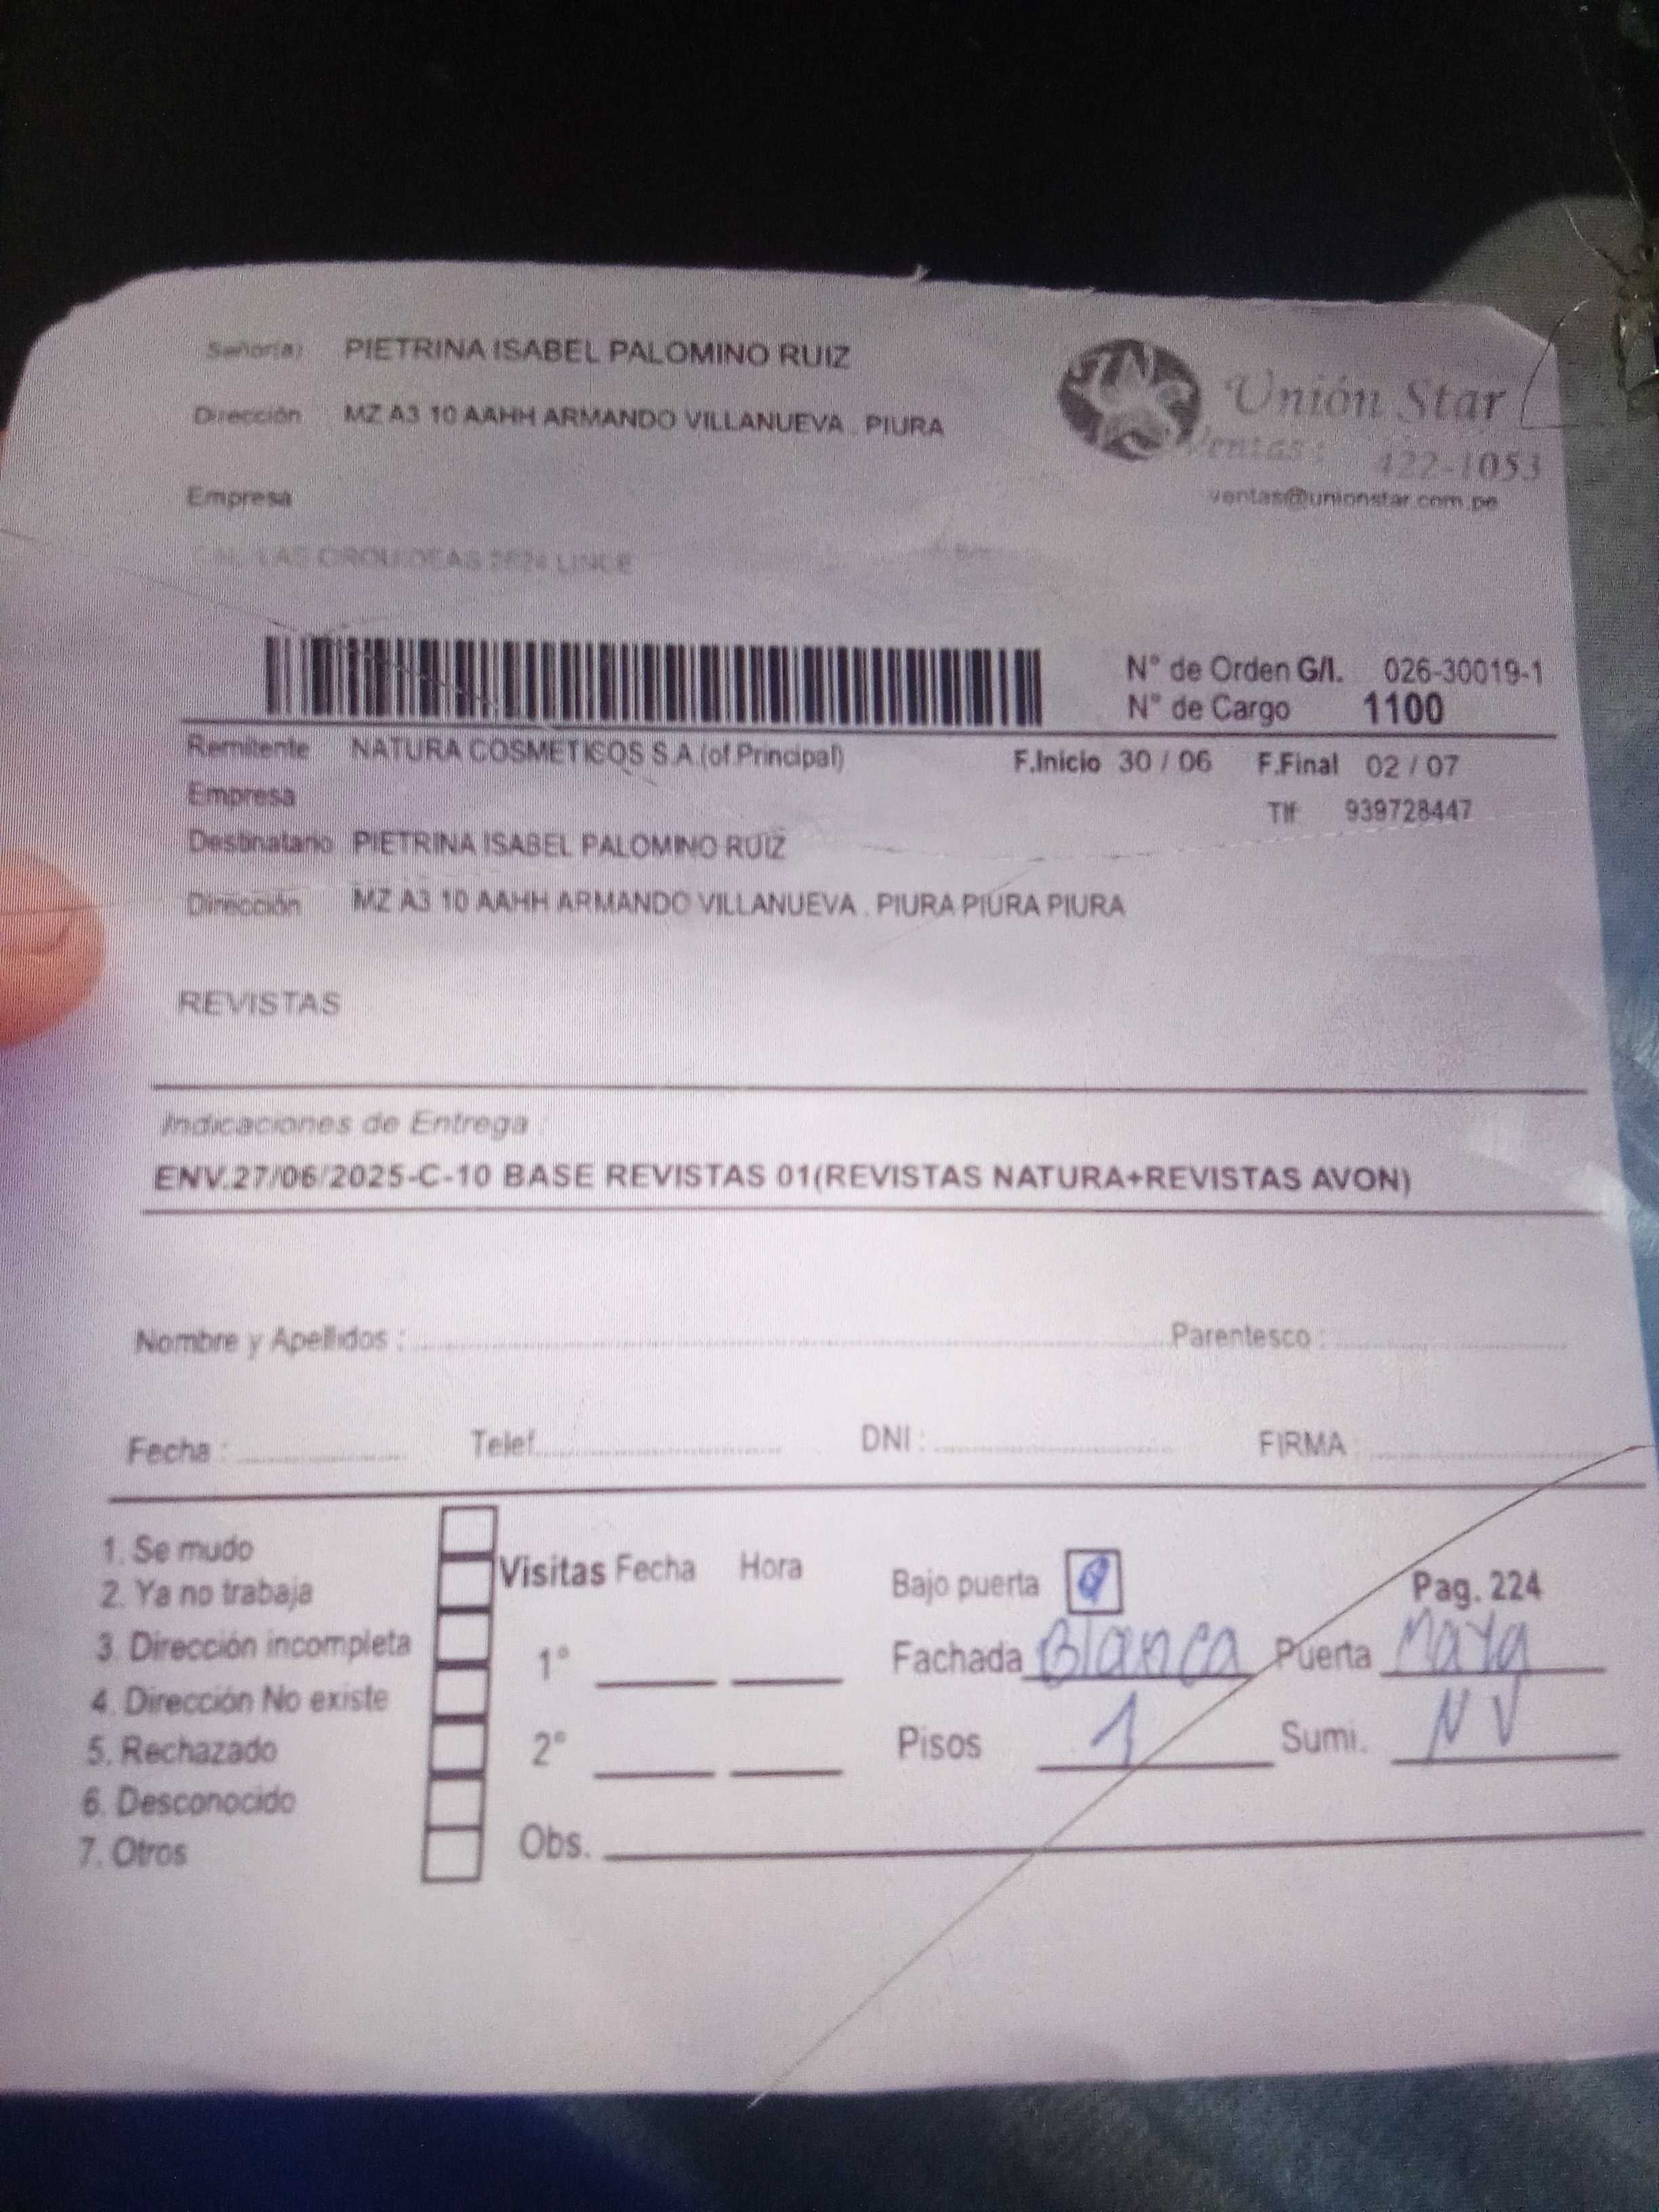 Señor(a) PIETRINA ISABEL PALOMINO RUIZ
Dirección MZ A3 10 AAHH ARMANDO VILLANUEVA . PIURA
Unión Star
Ventas : 422-1053
ventas@unionstar.com.pe
Empresa
LAS ORQUIDEAS LINCE
N° de Orden G/I. 026-30019-1
N° de Cargo 1100
Remitente NATURA COSMETICOS S.A.(of.Principal) F.Inicio 30 / 06 F.Final 02 / 07
Empresa Tlf 939728447
Destinatario PIETRINA ISABEL PALOMINO RUIZ
Dirección MZ A3 10 AAHH ARMANDO VILLANUEVA . PIURA PIURA PIURA
REVISTAS
Indicaciones de Entrega :
ENV.27/06/2025-C-10 BASE REVISTAS 01(REVISTAS NATURA+REVISTAS AVON)
Nombre y Apellidos : Parentesco :
Fecha : Telef. DNI : FIRMA
1. Se mudo
2. Ya no trabaja
3. Dirección incompleta
4. Dirección No existe
5. Rechazado
6. Desconocido
7. Otros
Visitas Fecha Hora
1°
2°
Obs.
Bajo puerta Pag. 224
Fachada Blanca Puerta
Pisos 1 Sumi. NV